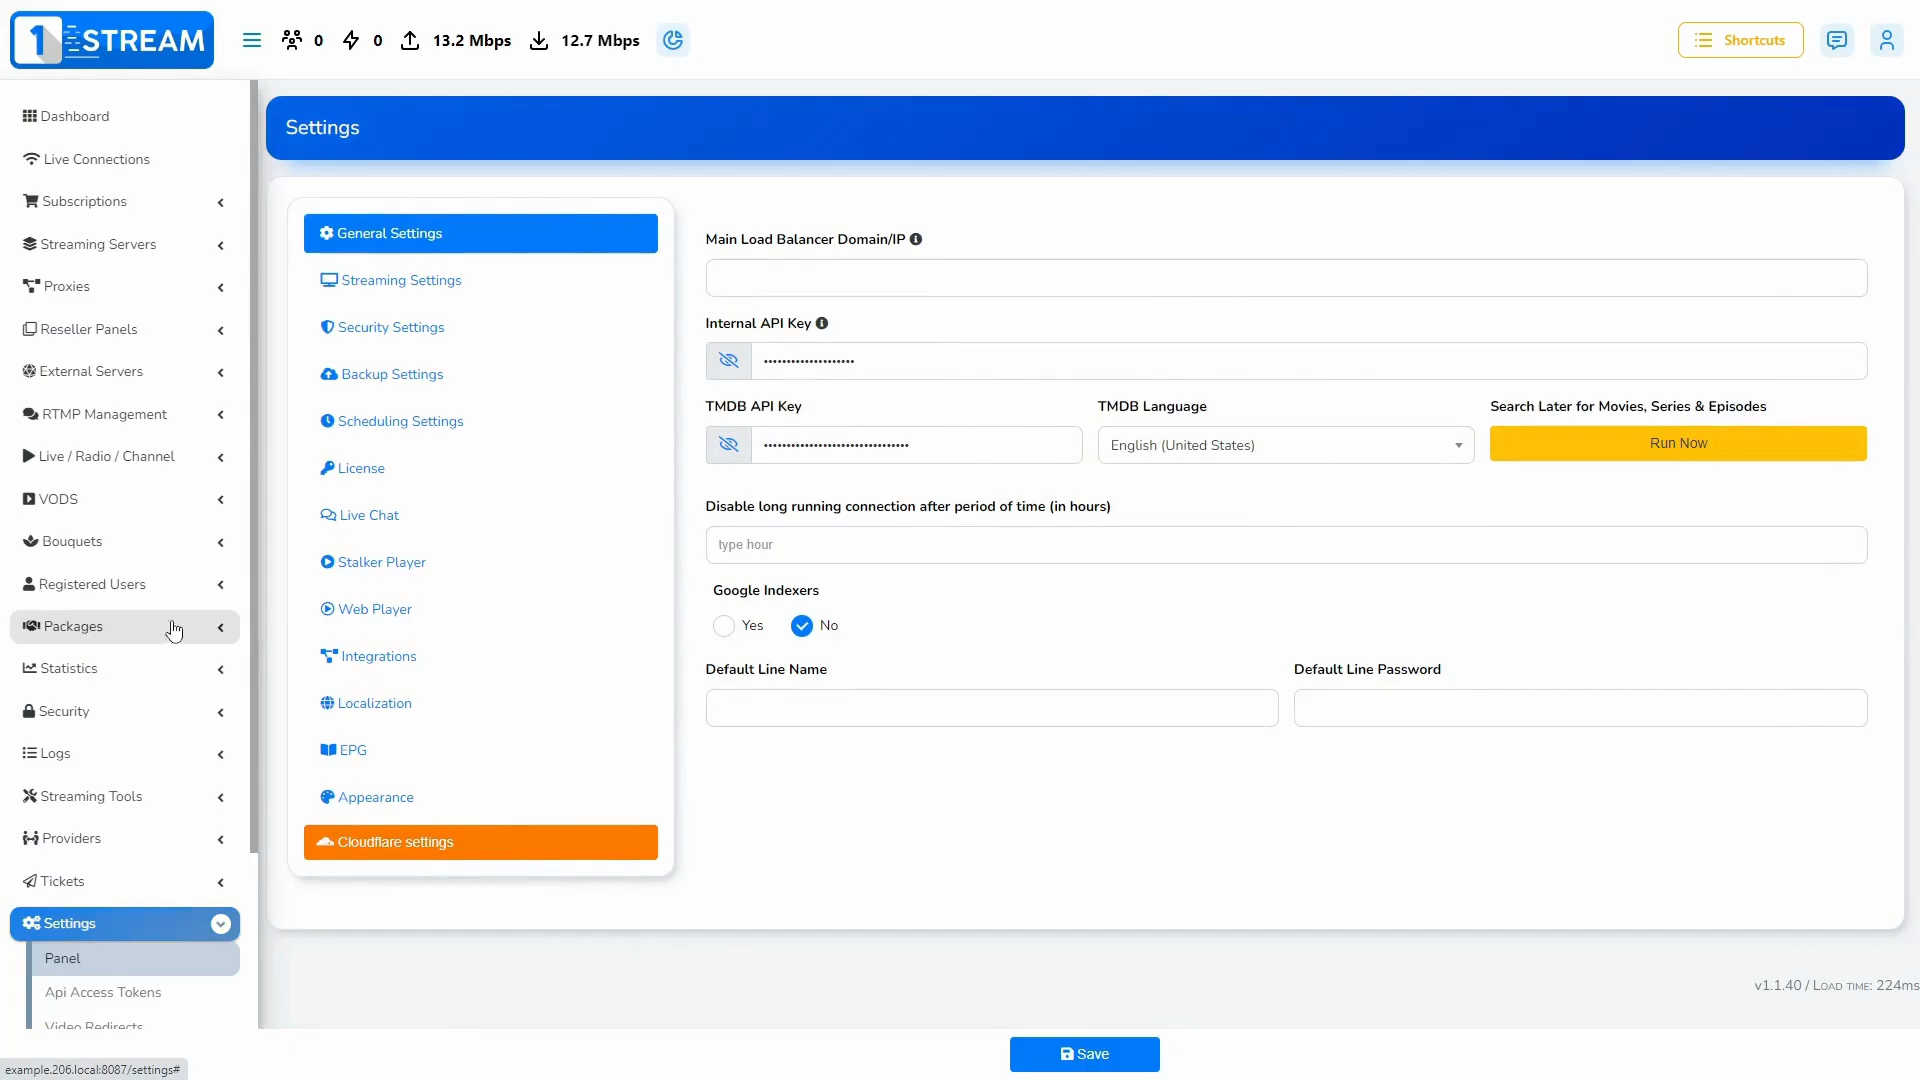 1 STREAM
0
0
13.2 Mbps
12.7 Mbps
Shortcuts
Dashboard
Live Connections
Subscriptions
Streaming Servers
Proxies
Reseller Panels
External Servers
RTMP Management
Live / Radio / Channel
VODS
Bouquets
Registered Users
Packages
Statistics
Security
Logs
Streaming Tools
Providers
Tickets
Settings
Panel
Api Access Tokens
Video Redirects
example.206.local:8087/settings#
Settings
General Settings
Streaming Settings
Security Settings
Backup Settings
Scheduling Settings
License
Live Chat
Stalker Player
Web Player
Integrations
Localization
EPG
Appearance
Cloudflare settings
Main Load Balancer Domain/IP
Internal API Key
TMDB API Key
TMDB Language
Search Later for Movies, Series & Episodes
English (United States)
Run Now
Disable long running connection after period of time (in hours)
type hour
Google Indexers
Yes
No
Default Line Name
Default Line Password
v1.1.40 / LOAD TIME: 224ms
Save